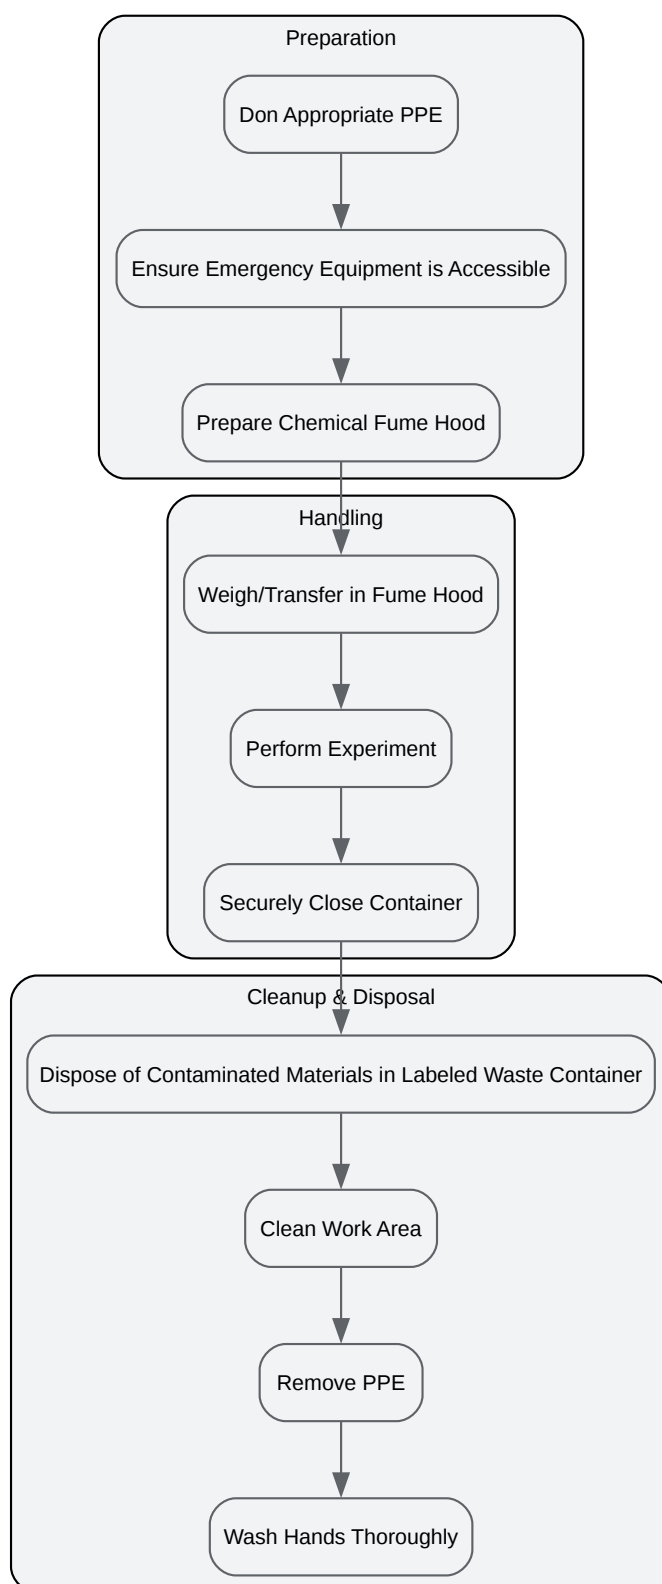 Preparation
Don Appropriate PPE
Ensure Emergency Equipment is Accessible
Prepare Chemical Fume Hood
Handling
Weigh/Transfer in Fume Hood
Perform Experiment
Securely Close Container
Cleanup & Disposal
Dispose of Contaminated Materials in Labeled Waste Container
Clean Work Area
Remove PPE
Wash Hands Thoroughly